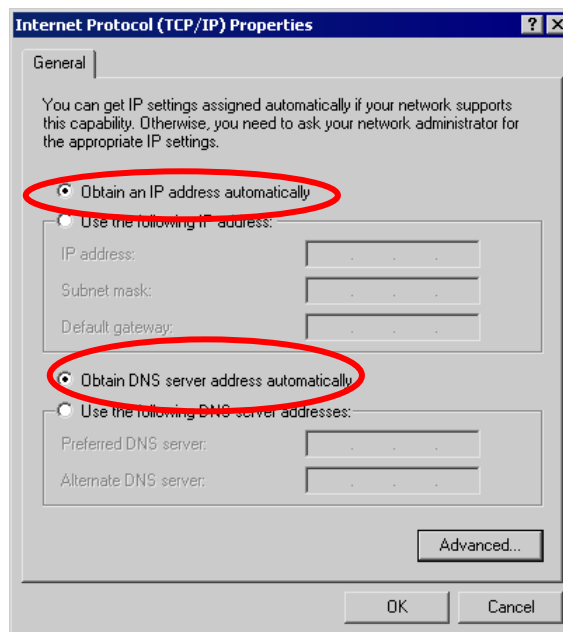 Internet Protocol (TCP/IP) Properties
General
You can get IP settings assigned automatically if your network supports
this capability. Otherwise, you need to ask your network administrator for
the appropriate IP settings.
Obtain an IP address automatically
Use the following IP address:
IP address:
Subnet mask:
Default gateway:
Obtain DNS server address automatically
Use the following DNS server addresses:
Preferred DNS server:
Alternate DNS server:
Advanced...
OK
Cancel